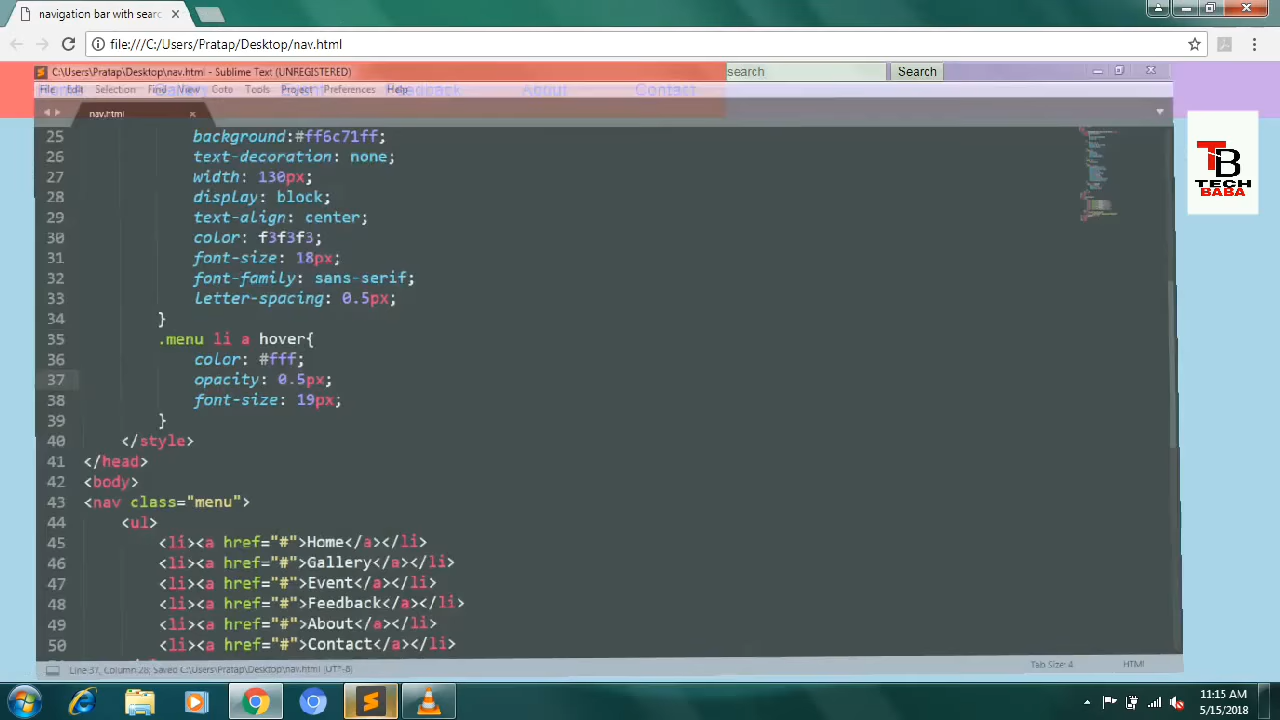 navigation bar with sear
file:///C:/Users/Pratap/Desktop/nav.html
C:\Users\Pratap\Desktop\nav.html - Sublime Text (UNREGISTERED)
search
Search
File Edit Selection Find View Goto Tools Project Preferences Help
Feedback About Contact
nav.html
TB
TECH
BABA
25 background:#ff6c71ff;
26 text-decoration: none;
27 width: 130px;
28 display: block;
29 text-align: center;
30 color: f3f3f3;
31 font-size: 18px;
32 font-family: sans-serif;
33 letter-spacing: 0.5px;
34 }
35 .menu li a hover{
36 color: #fff;
37 opacity: 0.5px;
38 font-size: 19px;
39 }
40 </style>
41 </head>
42 <body>
43 <nav class="menu">
44 <ul>
45 <li><a href="#">Home</a></li>
46 <li><a href="#">Gallery</a></li>
47 <li><a href="#">Event</a></li>
48 <li><a href="#">Feedback</a></li>
49 <li><a href="#">About</a></li>
50 <li><a href="#">Contact</a></li>
Line 37, Column 28; Saved C:\Users\Pratap\Desktop\nav.html (UTF-8)
Tab Size: 4
HTML
11:15 AM
5/15/2018